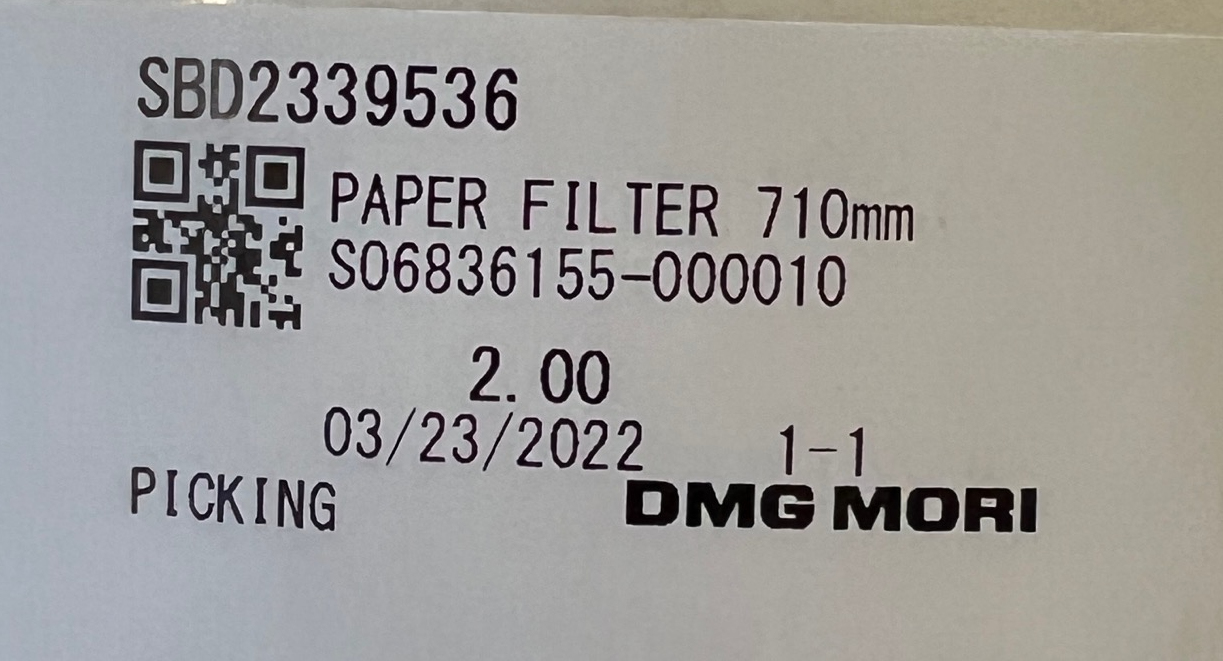 SBD2339536
PAPER FILTER 710mm
S06836155-000010
2.00
03/23/2022 1-1
PICKING DMG MORI